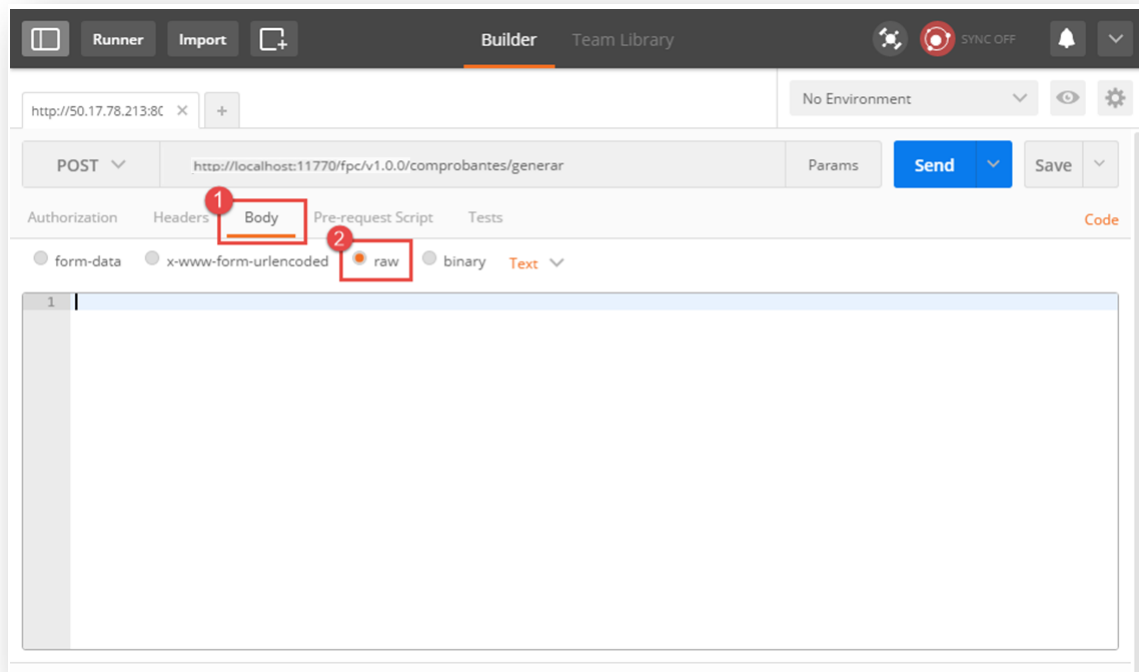 Runner Import Builder Team Library SYNC OFF
http://50.17.78.213:80 No Environment
POST http://localhost:11770/fpc/v1.0.0/comprobantes/generar Params Send Save
1
Authorization Headers Body Pre-request Script Tests Code
2
form-data x-www-form-urlencoded raw binary Text
1